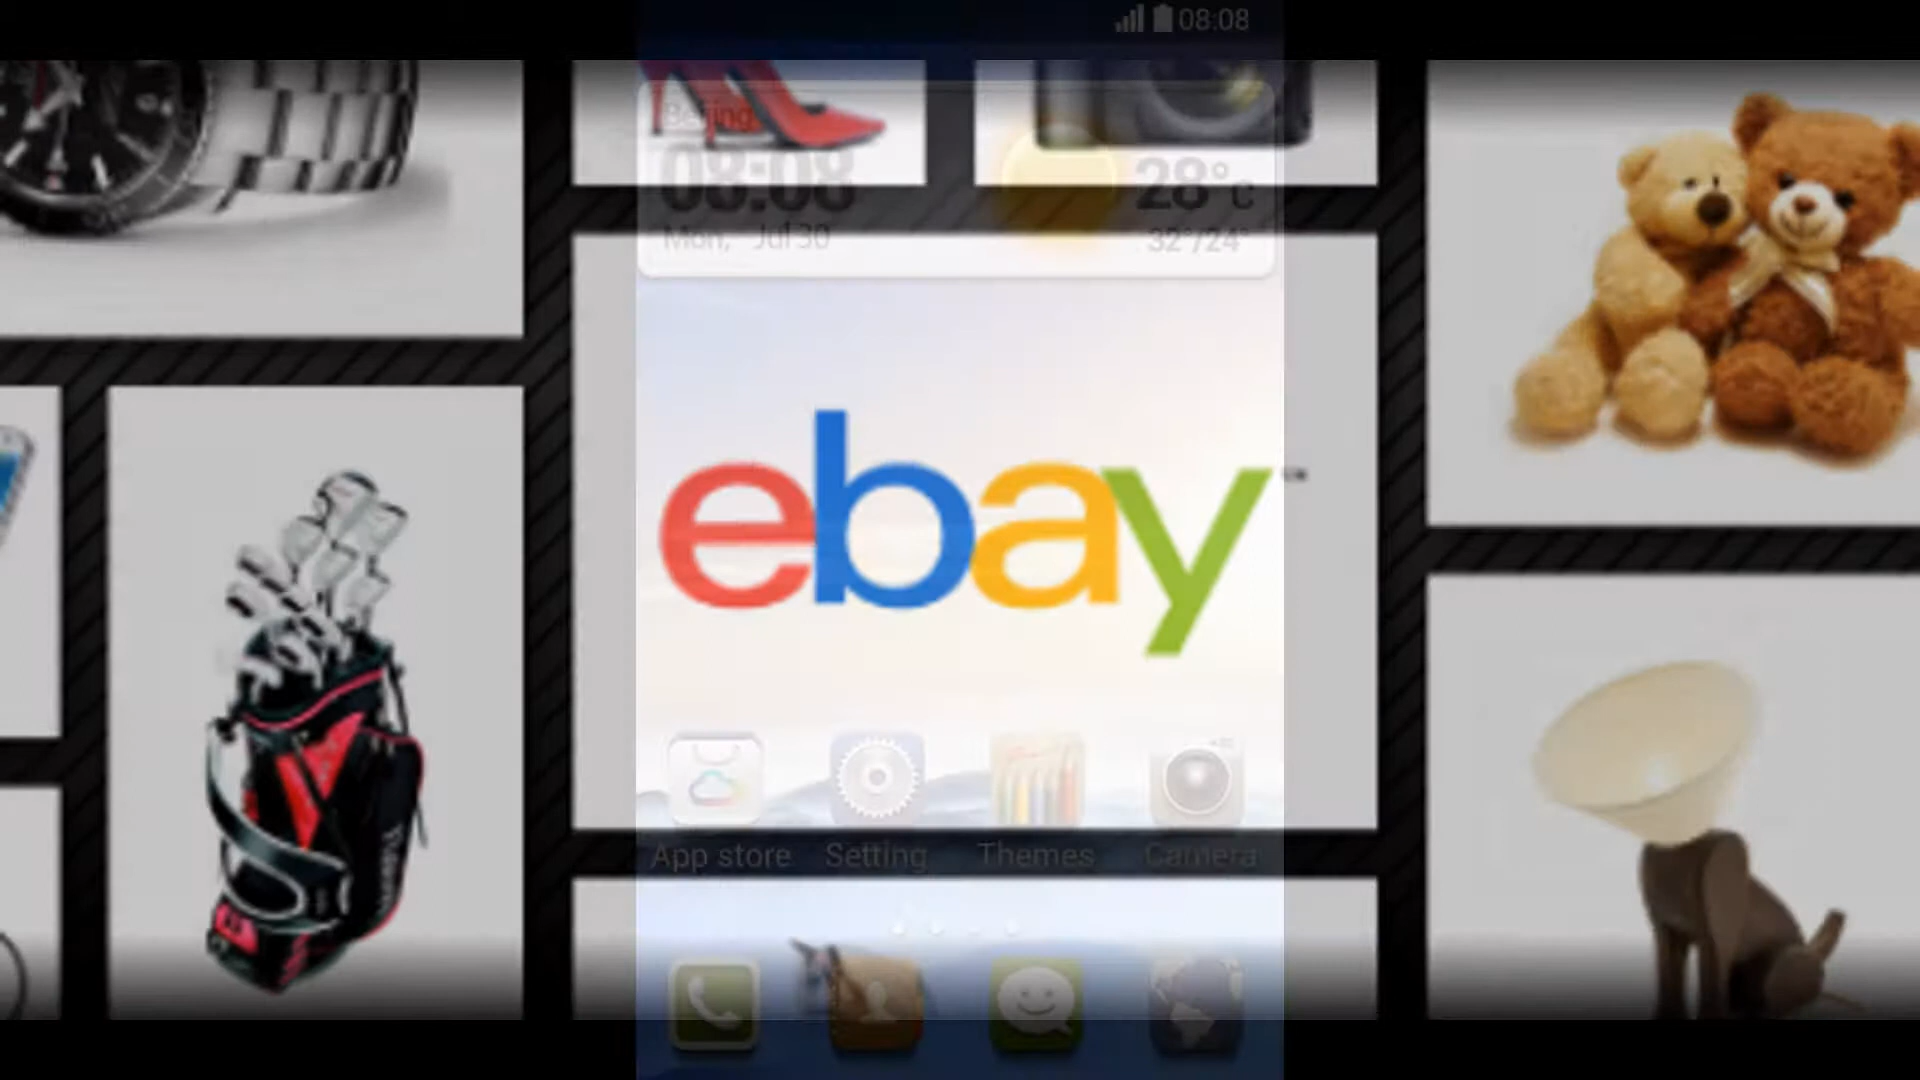 08:08
Beijing
08:08
28°c
Mon, Jul 30
32°/24°
ebay
App store
Setting
Themes
Camera